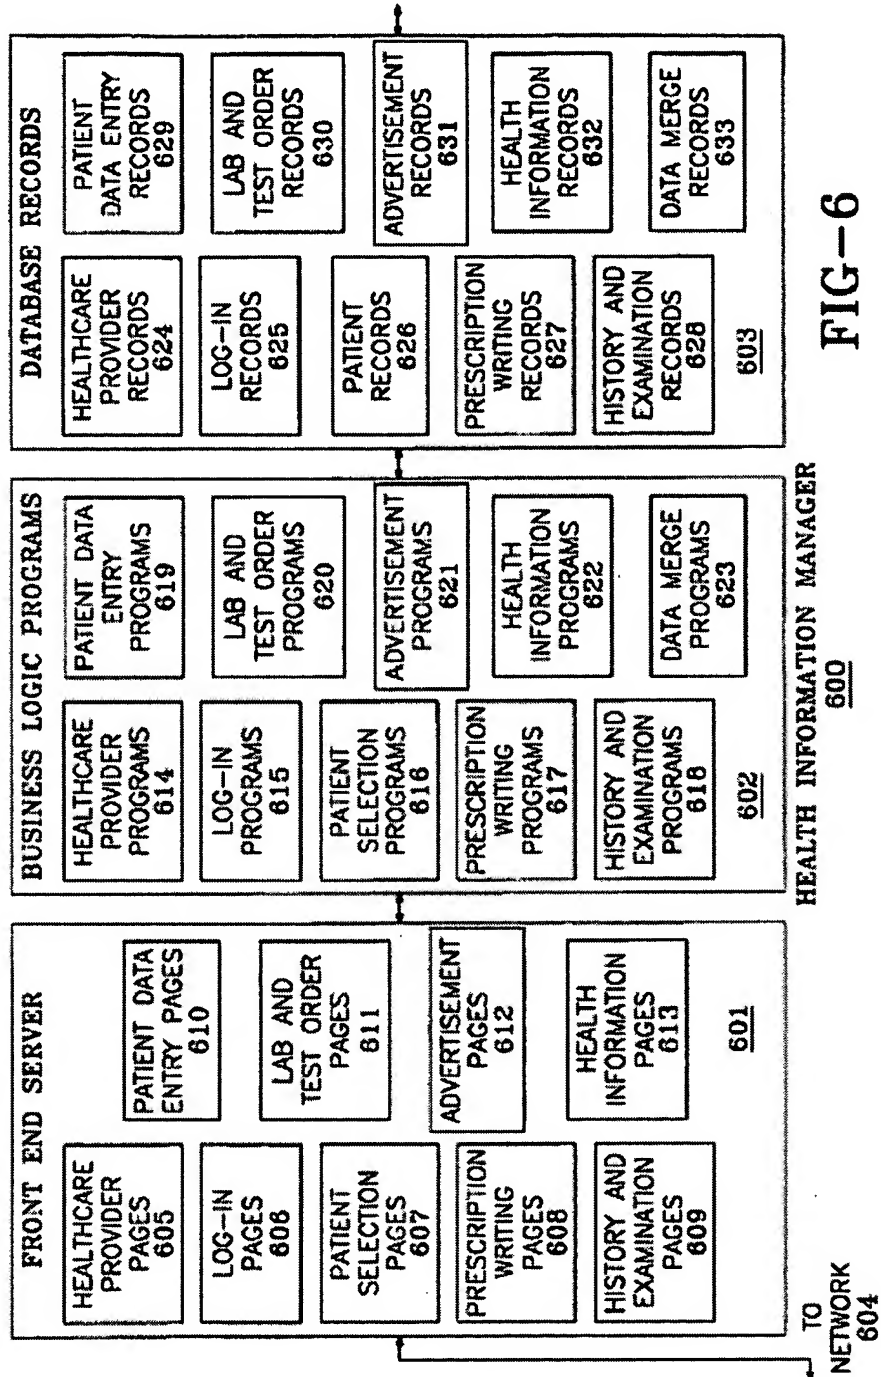 FRONT END SERVER
HEALTHCARE
PROVIDER
PAGES
605
LOG-IN
PAGES
606
PATIENT
SELECTION
PAGES
607
PRESCRIPTION
WRITING
PAGES
608
HISTORY AND
EXAMINATION
PAGES
609
PATIENT DATA
ENTRY PAGES
610
LAB AND
TEST ORDER
PAGES
611
ADVERTISEMENT
PAGES
612
HEALTH
INFORMATION
PAGES
613
601
TO
NETWORK
604
BUSINESS LOGIC PROGRAMS
HEALTHCARE
PROVIDER
PROGRAMS
614
LOG-IN
PROGRAMS
615
PATIENT
SELECTION
PROGRAMS
616
PRESCRIPTION
WRITING
PROGRAMS
617
HISTORY AND
EXAMINATION
PROGRAMS
618
PATIENT DATA
ENTRY
PROGRAMS
619
LAB AND
TEST ORDER
PROGRAMS
620
ADVERTISEMENT
PROGRAMS
621
HEALTH
INFORMATION
PROGRAMS
622
DATA MERGE
PROGRAMS
623
602
DATABASE RECORDS
HEALTHCARE
PROVIDER
RECORDS
624
LOG-IN
RECORDS
625
PATIENT
RECORDS
626
PRESCRIPTION
WRITING
RECORDS
627
HISTORY AND
EXAMINATION
RECORDS
628
PATIENT
DATA ENTRY
RECORDS
629
LAB AND
TEST ORDER
RECORDS
630
ADVERTISEMENT
RECORDS
631
HEALTH
INFORMATION
RECORDS
632
DATA MERGE
RECORDS
633
603
HEALTH INFORMATION MANAGER
600
FIG-6